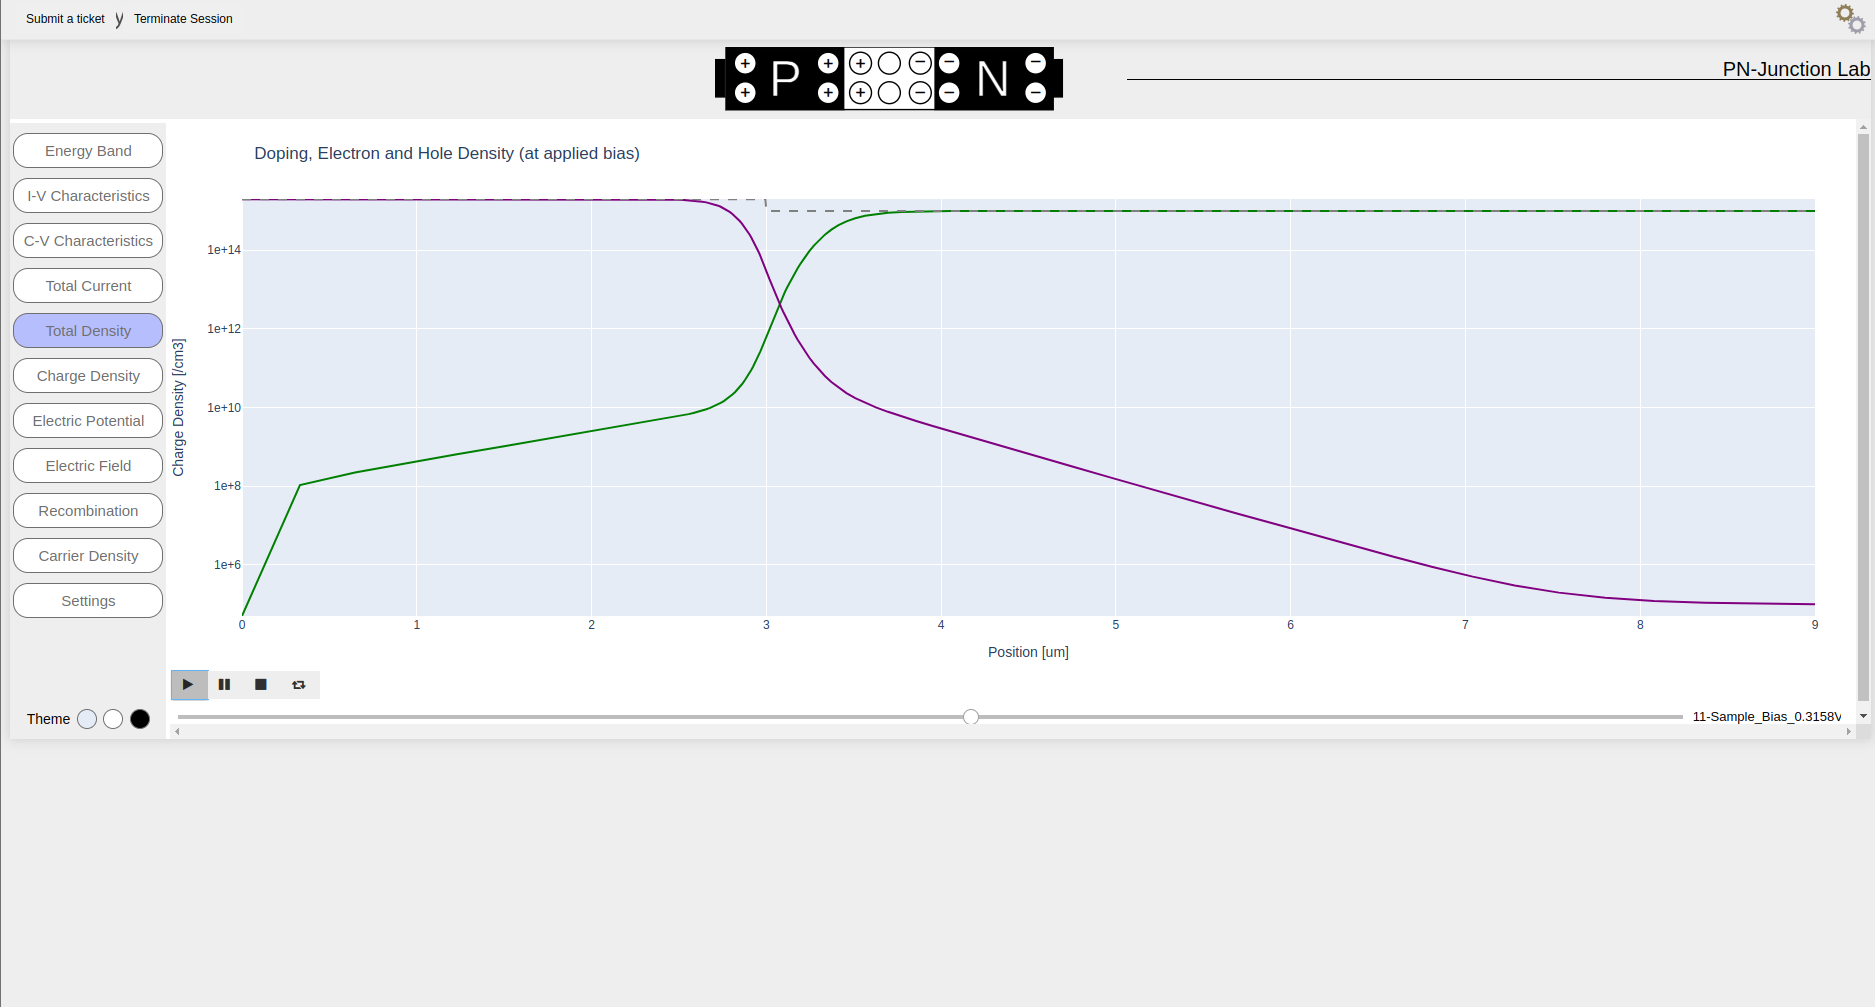 Submit a ticket Terminate Session
+ P + + − − N −
+ + + − − −
PN-Junction Lab
Energy Band
I-V Characteristics
C-V Characteristics
Total Current
Total Density
Charge Density
Electric Potential
Electric Field
Recombination
Carrier Density
Settings
Theme
Doping, Electron and Hole Density (at applied bias)
Charge Density [/cm3]
1e+14
1e+12
1e+10
1e+8
1e+6
0 1 2 3 4 5 6 7 8 9
Position [um]
11-Sample_Bias_0.3158V